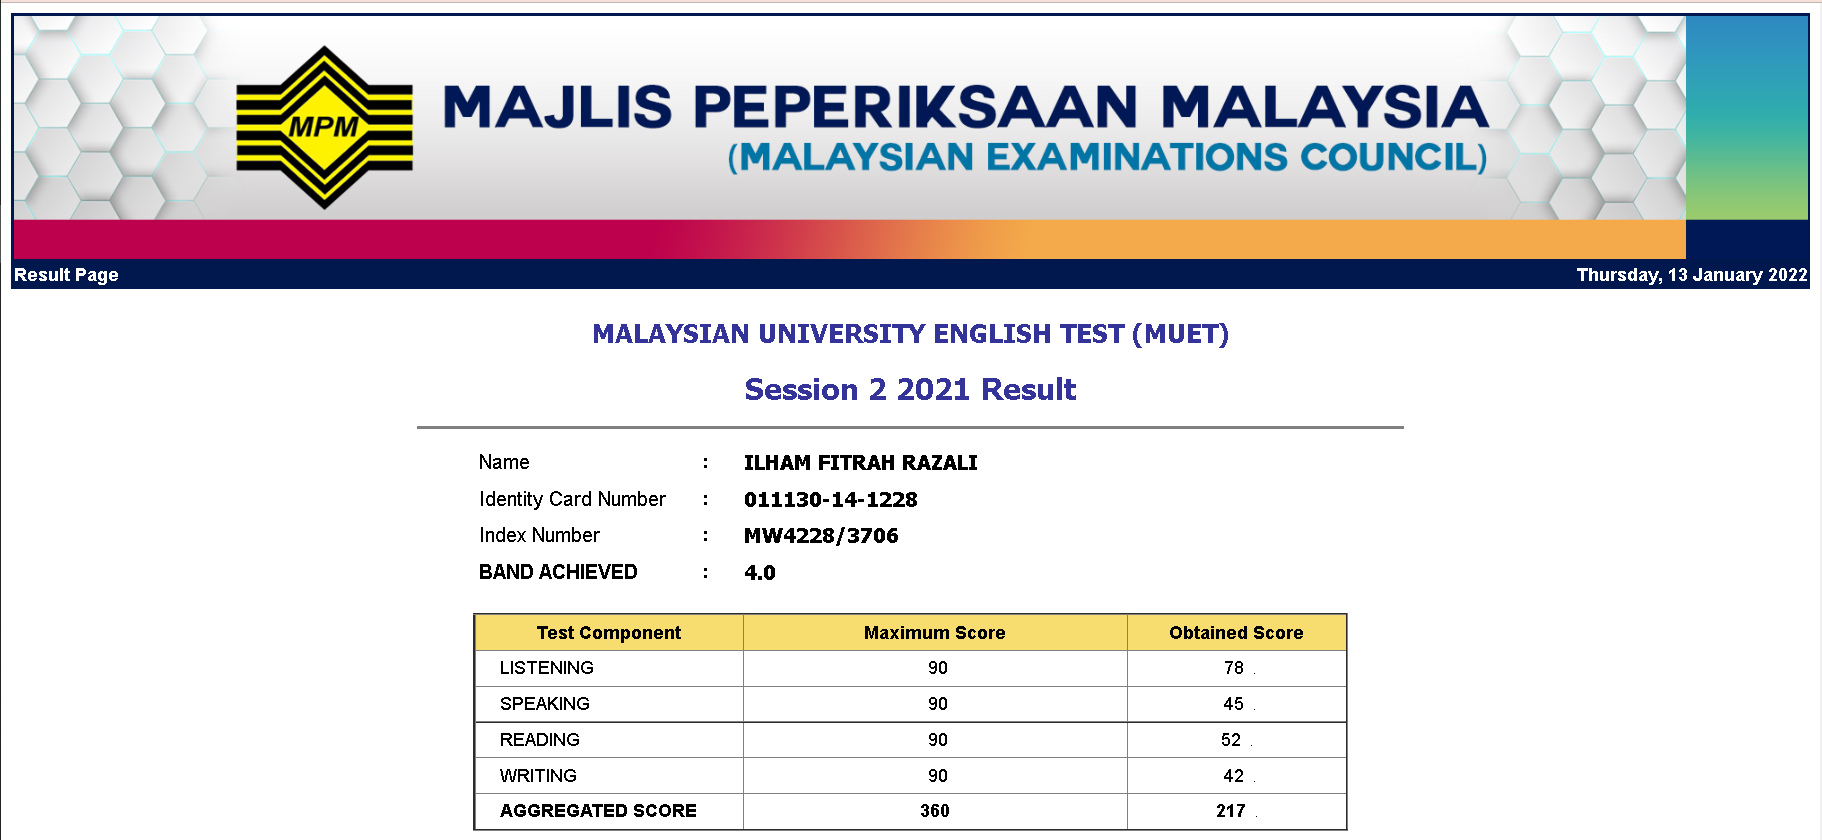 MPM
MAJLIS PEPERIKSAAN MALAYSIA
(MALAYSIAN EXAMINATIONS COUNCIL)
Result Page Thursday, 13 January 2022
MALAYSIAN UNIVERSITY ENGLISH TEST (MUET)
Session 2 2021 Result
Name : ILHAM FITRAH RAZALI
Identity Card Number : 011130-14-1228
Index Number : MW4228/3706
BAND ACHIEVED : 4.0
Test Component Maximum Score Obtained Score
LISTENING 90 78 .
SPEAKING 90 45 .
READING 90 52 .
WRITING 90 42 .
AGGREGATED SCORE 360 217 .